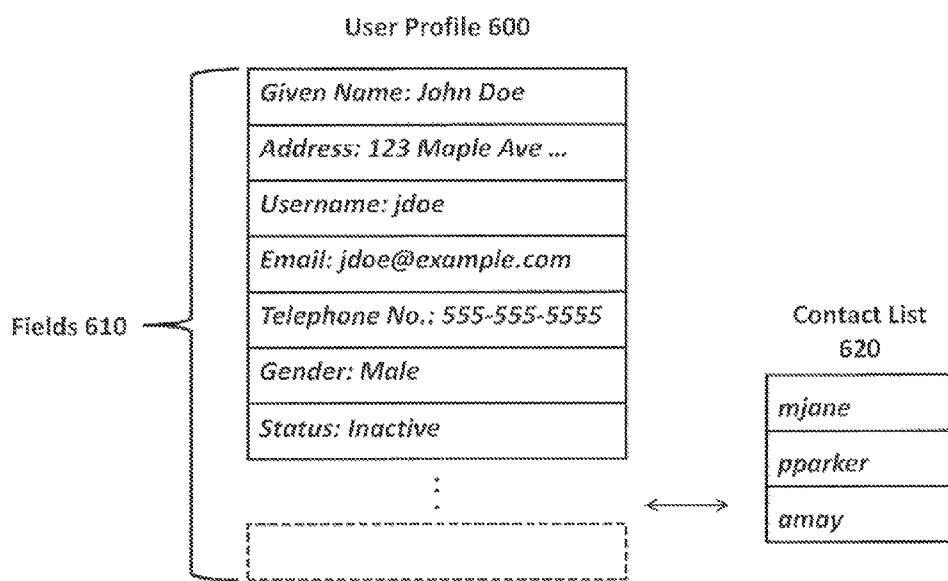 User Profile 600
Given Name: John Doe
Address: 123 Maple Ave ...
Username: jdoe
Email: jdoe@example.com
Fields 610
Telephone No.: 555-555-5555
Gender: Male
Status: Inactive
Contact List
620
mjane
pparker
amay